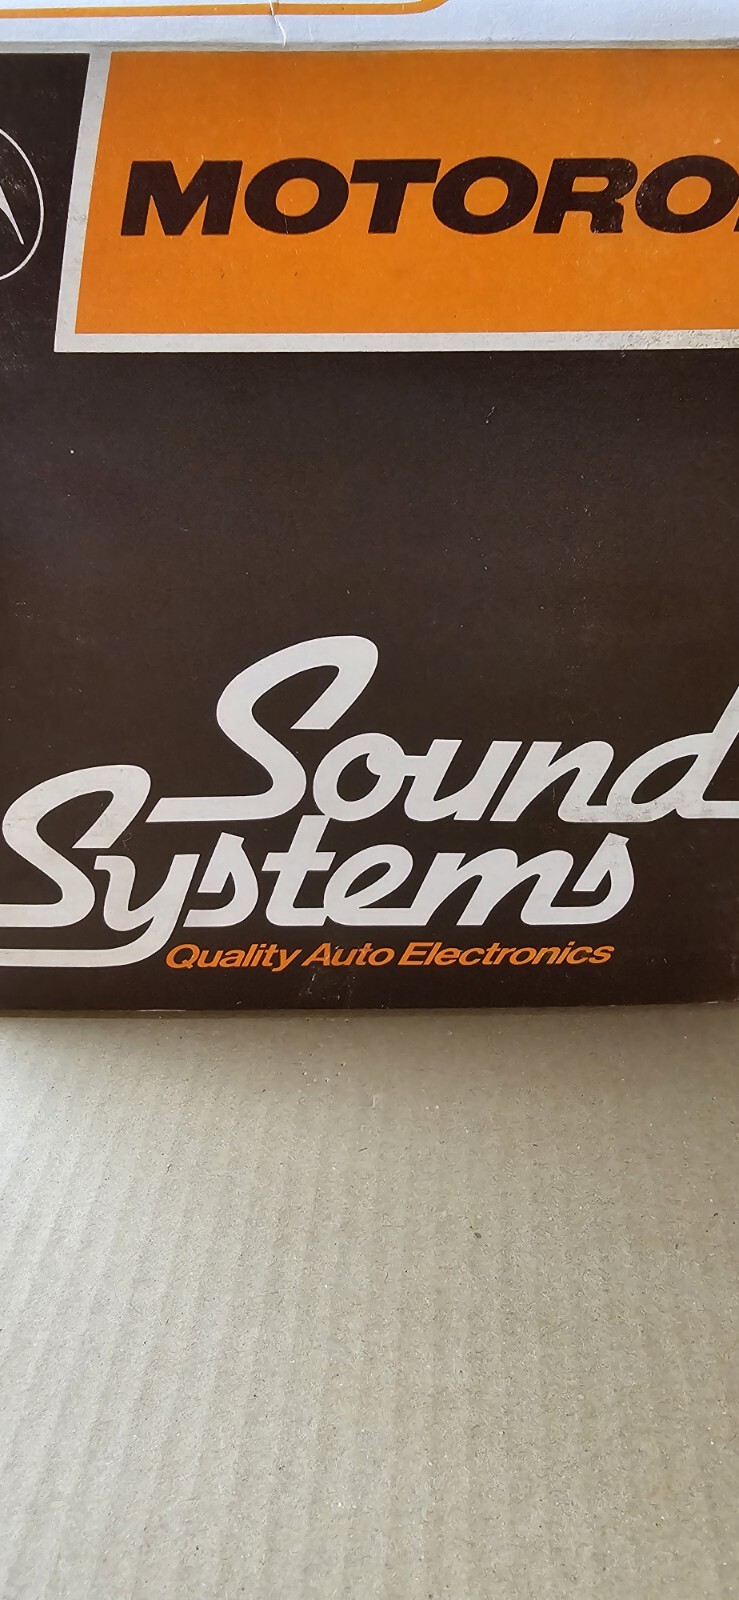 MOTORO
Sound
Systems
Quality Auto Electronics